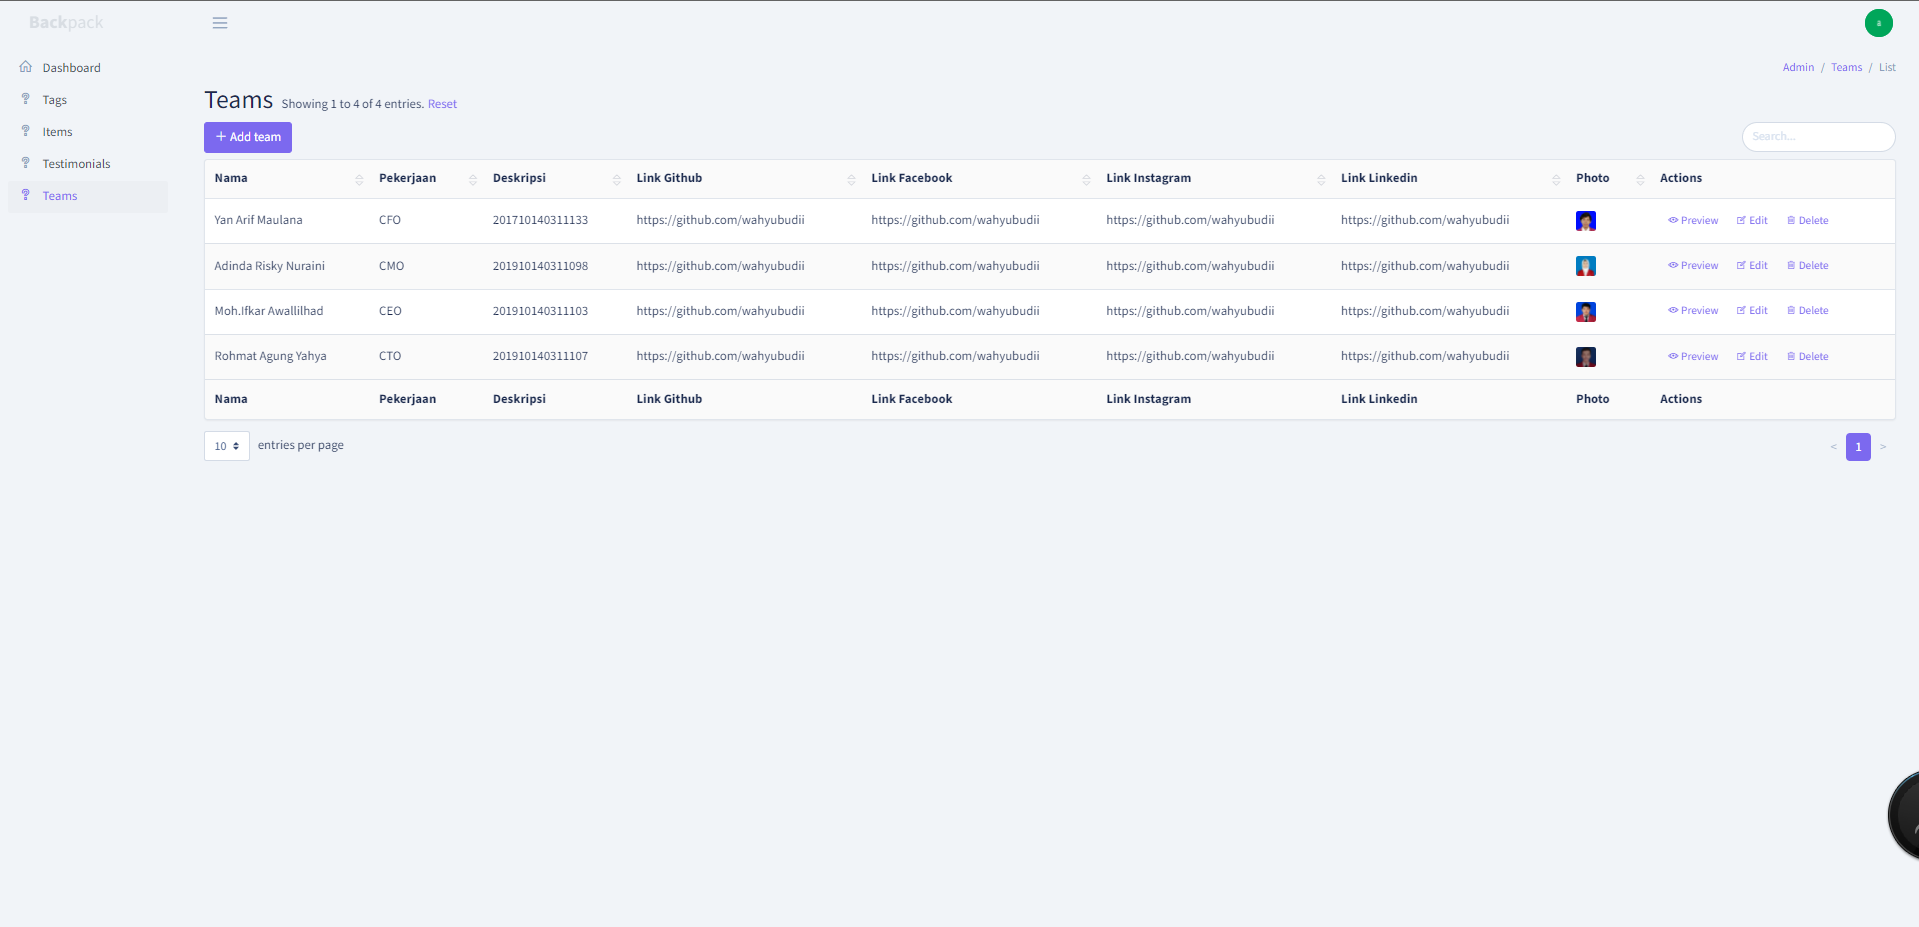 Backpack
Dashboard
Tags
Items
Testimonials
Teams
a
Admin / Teams / List
Teams Showing 1 to 4 of 4 entries. Reset
+ Add team
Search...
Nama Pekerjaan Deskripsi Link Github Link Facebook Link Instagram Link Linkedin Photo Actions
Yan Arif Maulana CFO 201710140311133 https://github.com/wahyubudii https://github.com/wahyubudii https://github.com/wahyubudii https://github.com/wahyubudii Preview Edit Delete
Adinda Risky Nuraini CMO 201910140311098 https://github.com/wahyubudii https://github.com/wahyubudii https://github.com/wahyubudii https://github.com/wahyubudii Preview Edit Delete
Moh.Ifkar Awallilhad CEO 201910140311103 https://github.com/wahyubudii https://github.com/wahyubudii https://github.com/wahyubudii https://github.com/wahyubudii Preview Edit Delete
Rohmat Agung Yahya CTO 201910140311107 https://github.com/wahyubudii https://github.com/wahyubudii https://github.com/wahyubudii https://github.com/wahyubudii Preview Edit Delete
Nama Pekerjaan Deskripsi Link Github Link Facebook Link Instagram Link Linkedin Photo Actions
10 entries per page
< 1 >